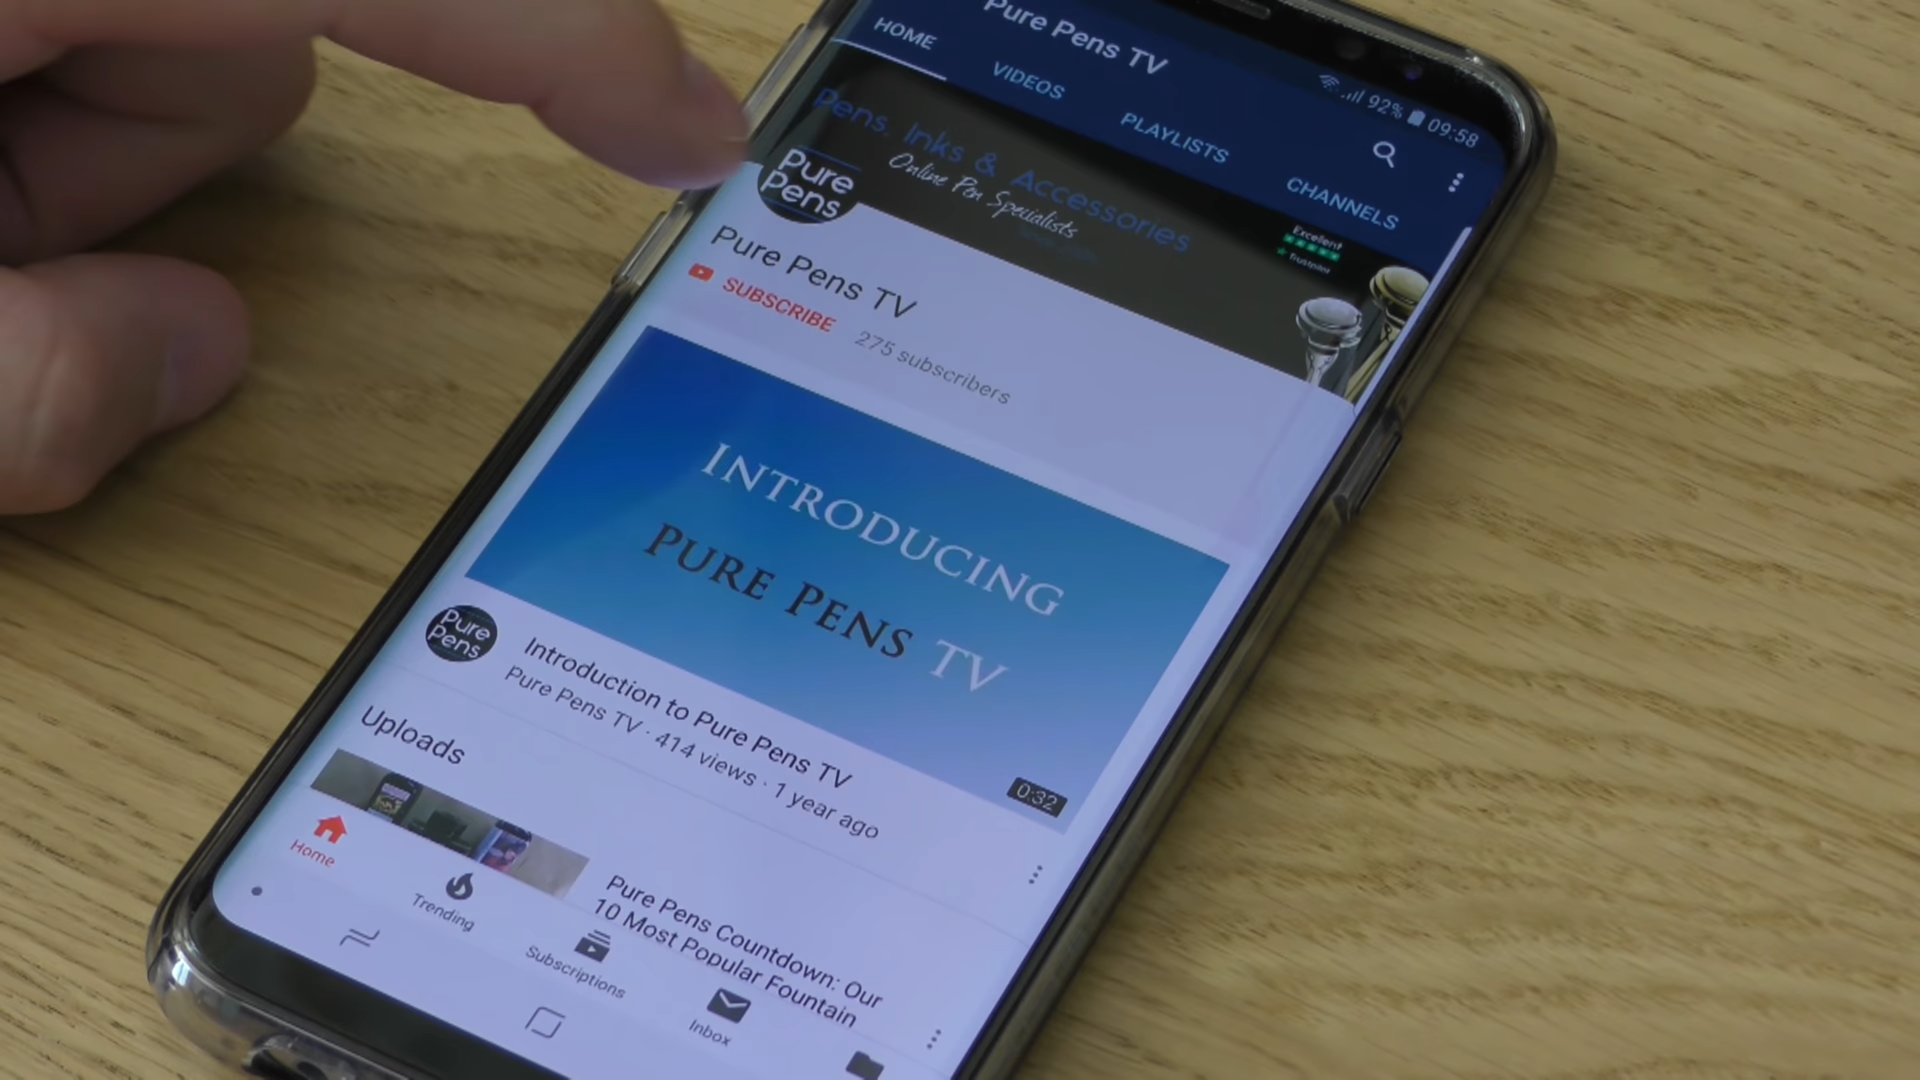 Pure Pens TV
92% 09:58
HOME
VIDEOS
PLAYLISTS
CHANNELS
Pens, Inks & Accessories
Online Pen Specialists
Excellent
Trustpilot
Pure
Pens
Pure Pens TV
SUBSCRIBE 275 subscribers
INTRODUCING
PURE PENS TV
0:32
Pure
Pens
Introduction to Pure Pens TV
Pure Pens TV · 414 views · 1 year ago
Uploads
Pure Pens Countdown: Our
10 Most Popular Fountain
Home
Trending
Subscriptions
Inbox